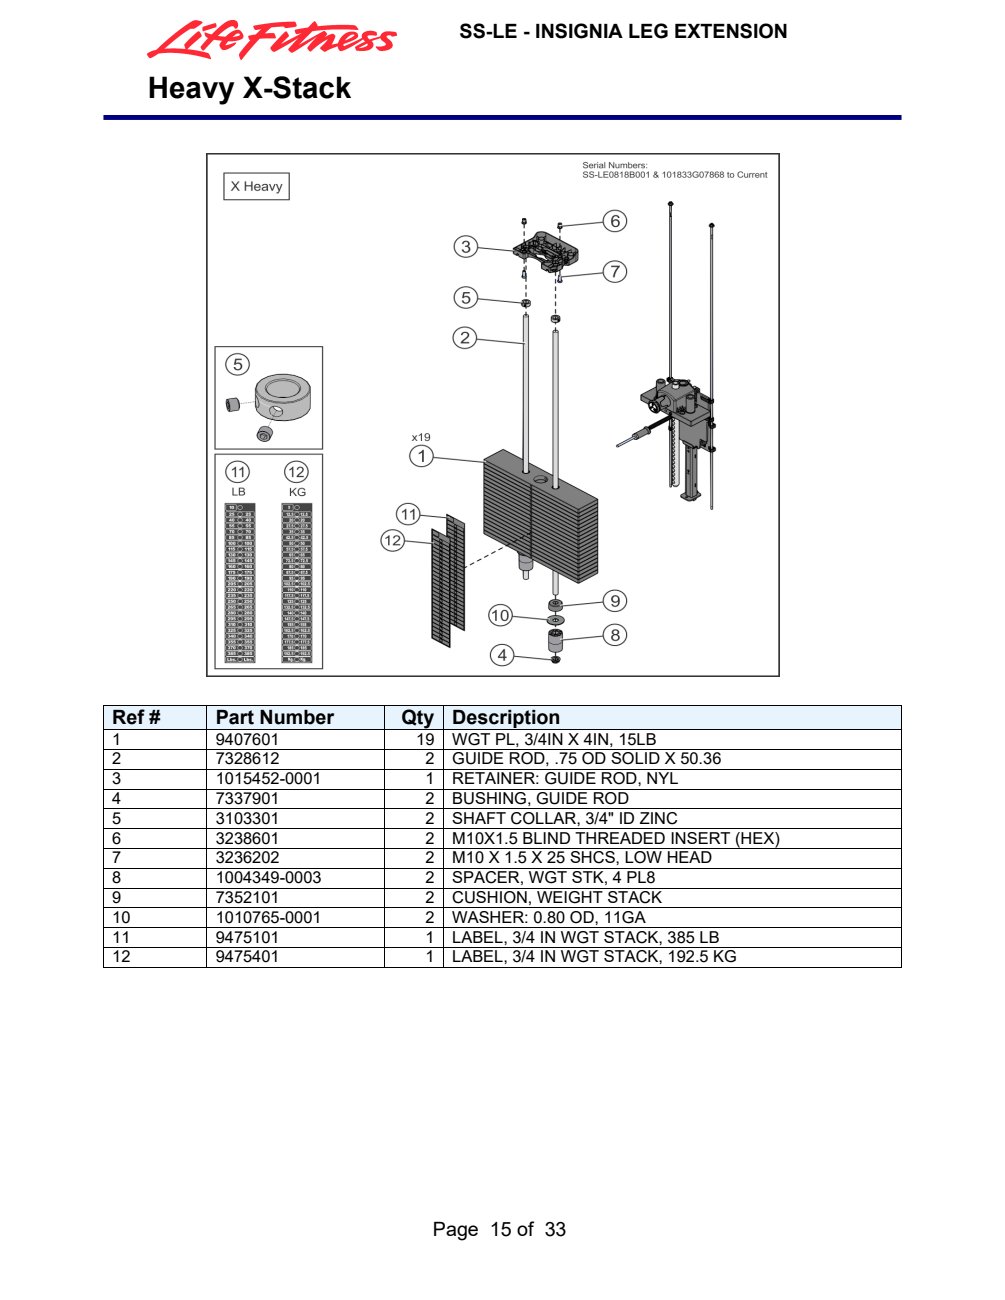 Life Fitness
SS-LE - INSIGNIA LEG EXTENSION
Heavy X-Stack
X Heavy
Serial Numbers:
SS-LE0818B001 & 101833G07868 to Current
6
3
7
5
2
5
x19
1
11
12
LB
KG
11
12
9
10
8
4
Ref # Part Number Qty Description
1 9407601 19 WGT PL, 3/4IN X 4IN, 15LB
2 7328612 2 GUIDE ROD, .75 OD SOLID X 50.36
3 1015452-0001 1 RETAINER: GUIDE ROD, NYL
4 7337901 2 BUSHING, GUIDE ROD
5 3103301 2 SHAFT COLLAR, 3/4" ID ZINC
6 3238601 2 M10X1.5 BLIND THREADED INSERT (HEX)
7 3236202 2 M10 X 1.5 X 25 SHCS, LOW HEAD
8 1004349-0003 2 SPACER, WGT STK, 4 PL8
9 7352101 2 CUSHION, WEIGHT STACK
10 1010765-0001 2 WASHER: 0.80 OD, 11GA
11 9475101 1 LABEL, 3/4 IN WGT STACK, 385 LB
12 9475401 1 LABEL, 3/4 IN WGT STACK, 192.5 KG
Page 15 of 33